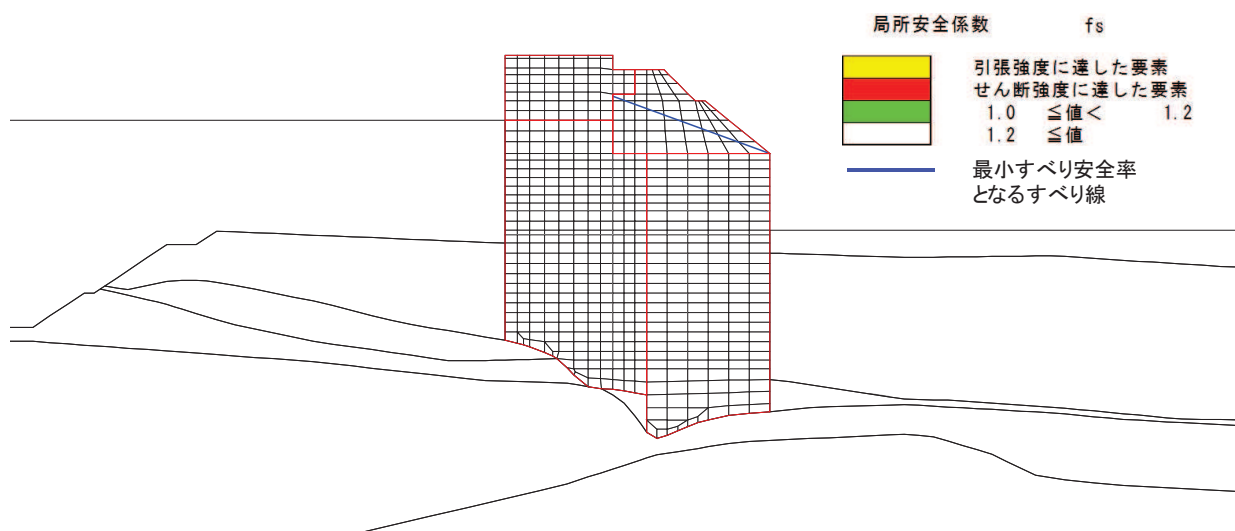 局所安全係数 fs
引張強度に達した要素
せん断強度に達した要素
1.0 ≦値< 1.2
1.2 ≦値
最小すべり安全率
となるすべり線